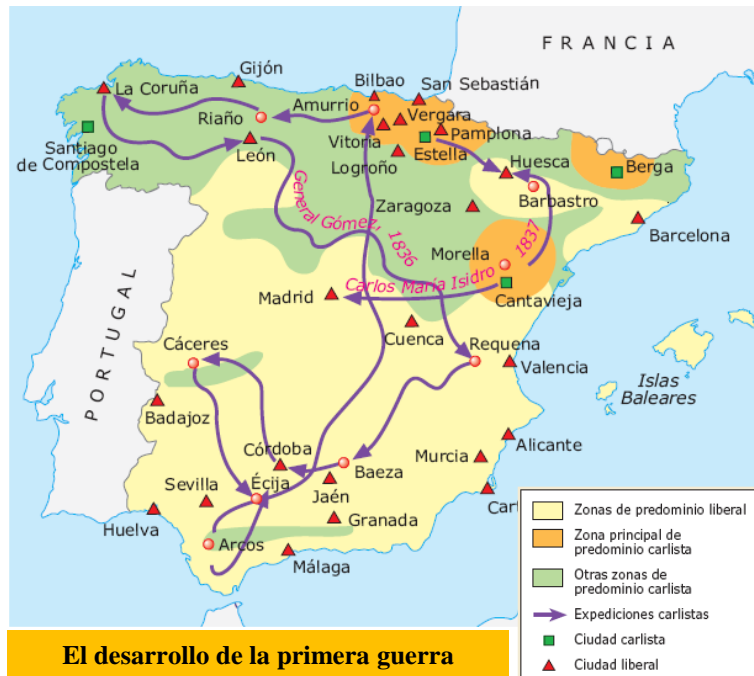 FRANCIA
Gijón
La Coruña
Bilbao
San Sebastián
Amurrio
Riaño
Vergara
Santiago
de Compostela
León
Vitoria
Pamplona
Estella
Logroño
Huesca
Berga
Barbastro
Zaragoza
Barcelona
General Gómez, 1836
Morella
Carlos María Isidro 1837
Madrid
Cantavieja
PORTUGAL
Cuenca
Cáceres
Requena
Valencia
Islas
Baleares
Badajoz
Córdoba
Alicante
Baeza
Murcia
Sevilla
Écija
Jaén
Cart
Huelva
Granada
Arcos
Málaga
Zonas de predominio liberal
Zona principal de
predominio carlista
Otras zonas de
predominio carlista
Expediciones carlistas
Ciudad carlista
Ciudad liberal
El desarrollo de la primera guerra